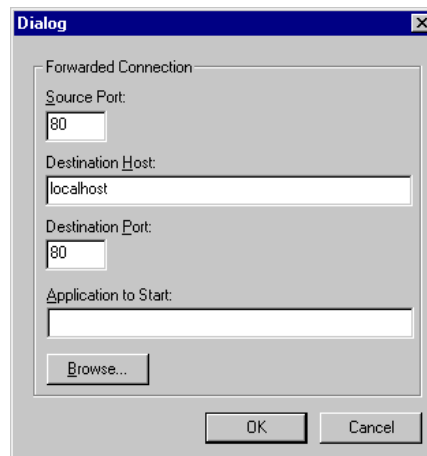 Dialog
Forwarded Connection
Source Port:
80
Destination Host:
localhost
Destination Port:
80
Application to Start:
Browse...
OK Cancel